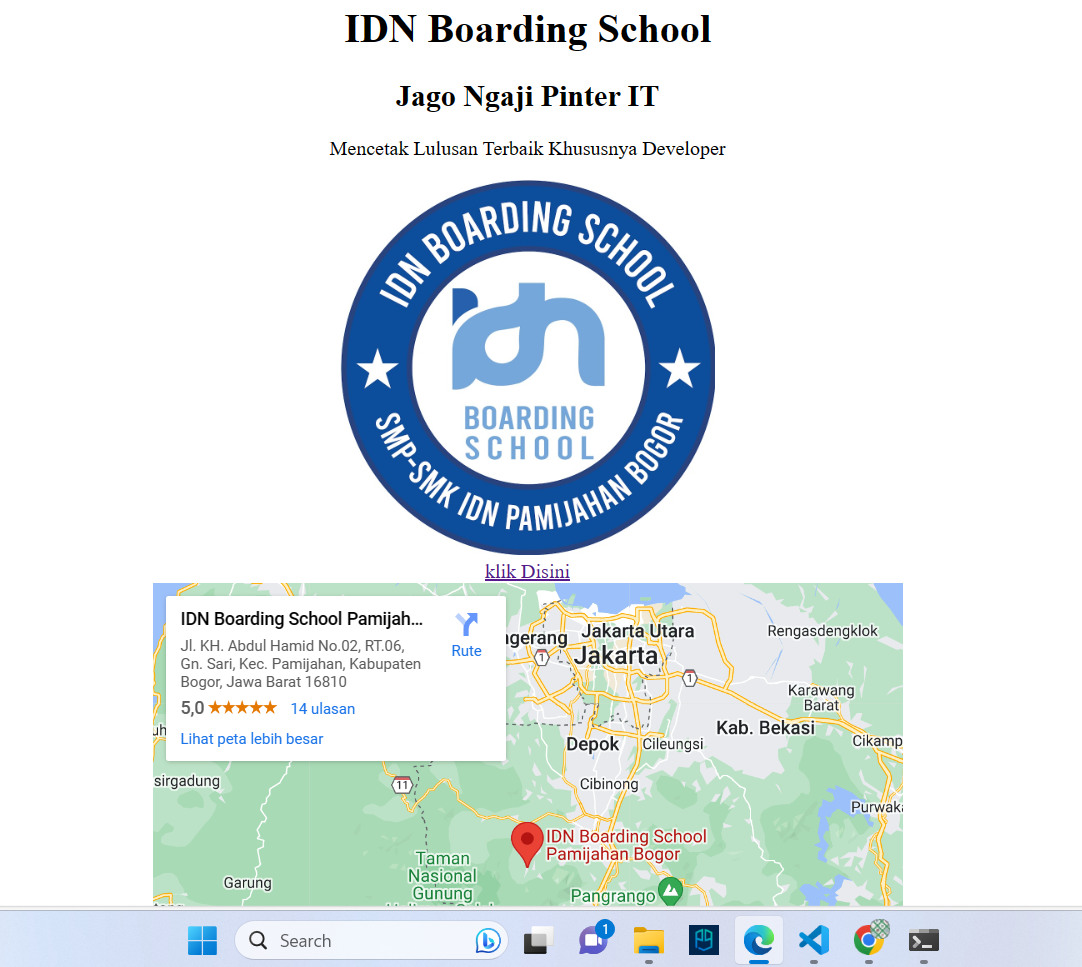 IDN Boarding School
Jago Ngaji Pinter IT
Mencetak Lulusan Terbaik Khususnya Developer
IDN BOARDING SCHOOL
idn
BOARDING
SCHOOL
SMP-SMK IDN PAMIJAHAN BOGOR
klik Disini
IDN Boarding School Pamijah...
Jl. KH. Abdul Hamid No.02, RT.06,
Gn. Sari, Kec. Pamijahan, Kabupaten
Bogor, Jawa Barat 16810
5,0
14 ulasan
Lihat peta lebih besar
Rute
ngerang
Jakarta Utara
Jakarta
Rengasdengklok
1
1
Karawang
Barat
Kab. Bekasi
Depok
Cileungsi
Cikamp
uh
sirgadung
11
Cibinong
Purwaka
IDN Boarding School
Pamijahan Bogor
Taman
Nasional
Gunung
Garung
Pangrango
Search
1